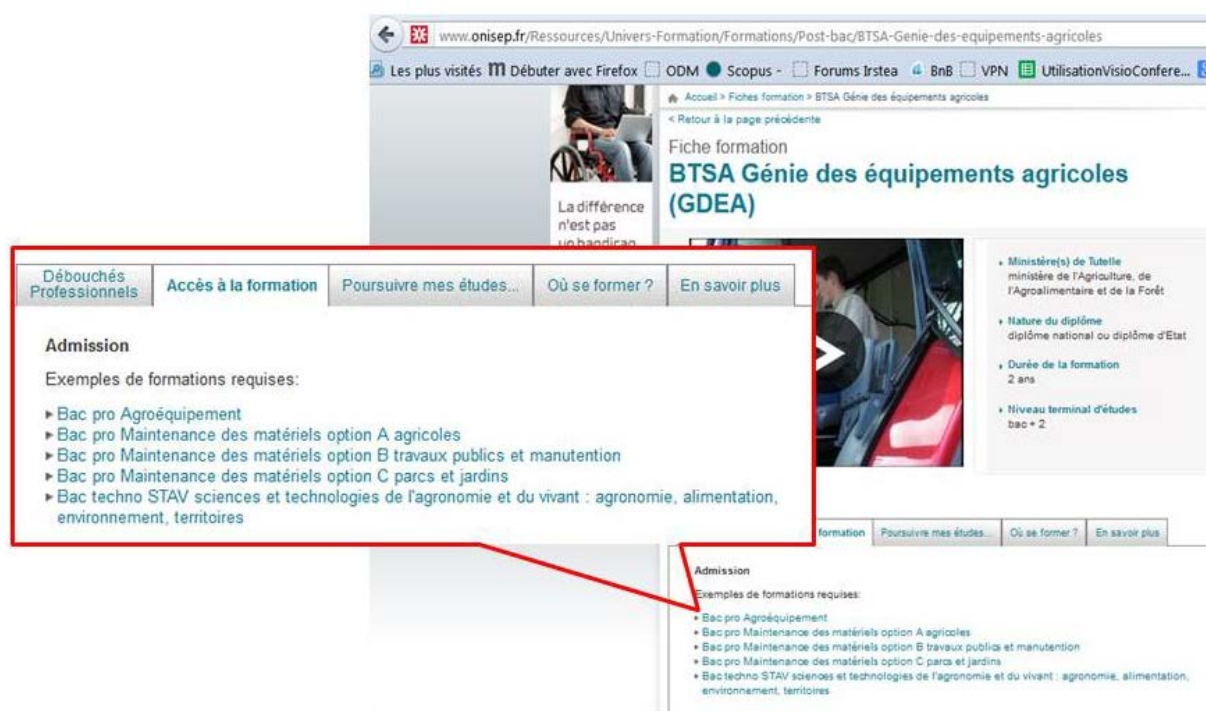 www.onisep.fr/Ressources/Univers-Formation/Formations/Post-bac/BTSA-Genie-des-equipements-agricoles
Les plus visités Débuter avec Firefox ODM Scopus - Forums Irstea BnB VPN UtilisationVisioConfere...
Accueil > Fiches formation > BTSA Génie des équipements agricoles
< Retour à la page précédente
Fiche formation
BTSA Génie des équipements agricoles
(GDEA)
La différence
n'est pas
un handicap
Ministère(s) de Tutelle
ministère de l'Agriculture, de
l'Agroalimentaire et de la Forêt
Nature du diplôme
diplôme national ou diplôme d'Etat
Durée de la formation
2 ans
Niveau terminal d'études
bac + 2
Débouchés
Professionnels
Accès à la formation
Poursuivre mes études...
Où se former ?
En savoir plus
Admission
Exemples de formations requises:
Bac pro Agroéquipement
Bac pro Maintenance des matériels option A agricoles
Bac pro Maintenance des matériels option B travaux publics et manutention
Bac pro Maintenance des matériels option C parcs et jardins
Bac techno STAV sciences et technologies de l'agronomie et du vivant : agronomie, alimentation,
environnement, territoires
formation
Poursuivre mes études...
Où se former ?
En savoir plus
Admission
Exemples de formations requises:
Bac pro Agroéquipement
Bac pro Maintenance des matériels option A agricoles
Bac pro Maintenance des matériels option B travaux publics et manutention
Bac pro Maintenance des matériels option C parcs et jardins
Bac techno STAV sciences et technologies de l'agronomie et du vivant : agronomie, alimentation,
environnement, territoires